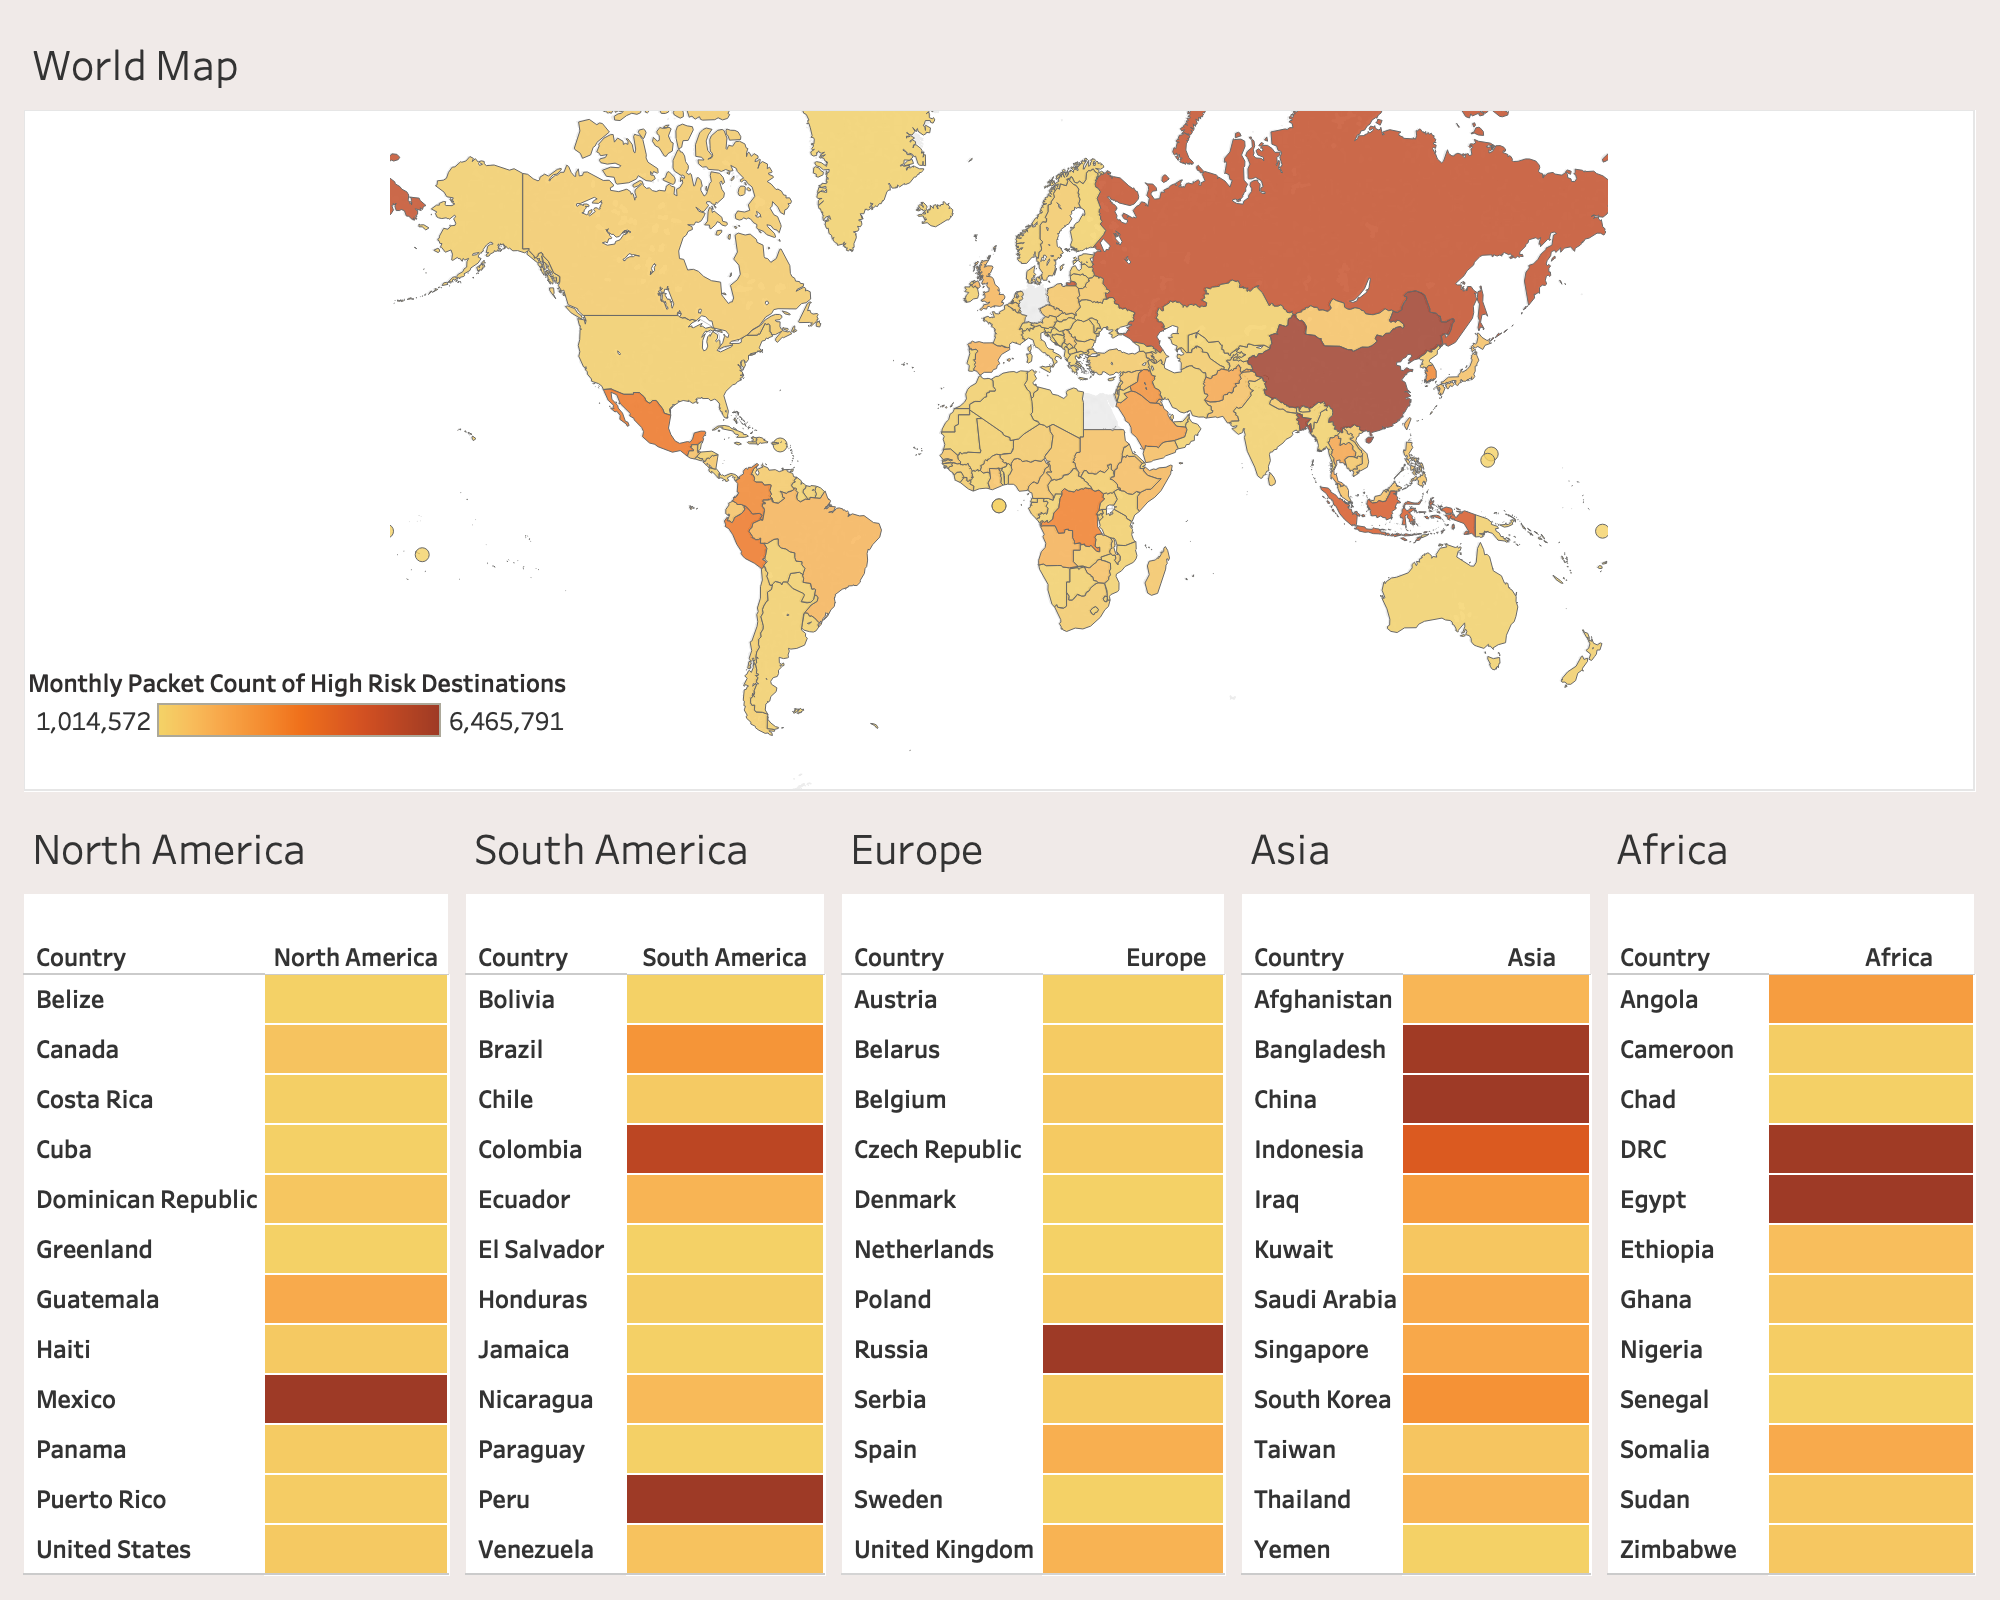 World Map
Monthly Packet Count of High Risk Destinations
1,014,572 6,465,791
North America
Country North America
Belize
Canada
Costa Rica
Cuba
Dominican Republic
Greenland
Guatemala
Haiti
Mexico
Panama
Puerto Rico
United States
South America
Country South America
Bolivia
Brazil
Chile
Colombia
Ecuador
El Salvador
Honduras
Jamaica
Nicaragua
Paraguay
Peru
Venezuela
Europe
Country Europe
Austria
Belarus
Belgium
Czech Republic
Denmark
Netherlands
Poland
Russia
Serbia
Spain
Sweden
United Kingdom
Asia
Country Asia
Afghanistan
Bangladesh
China
Indonesia
Iraq
Kuwait
Saudi Arabia
Singapore
South Korea
Taiwan
Thailand
Yemen
Africa
Country Africa
Angola
Cameroon
Chad
DRC
Egypt
Ethiopia
Ghana
Nigeria
Senegal
Somalia
Sudan
Zimbabwe